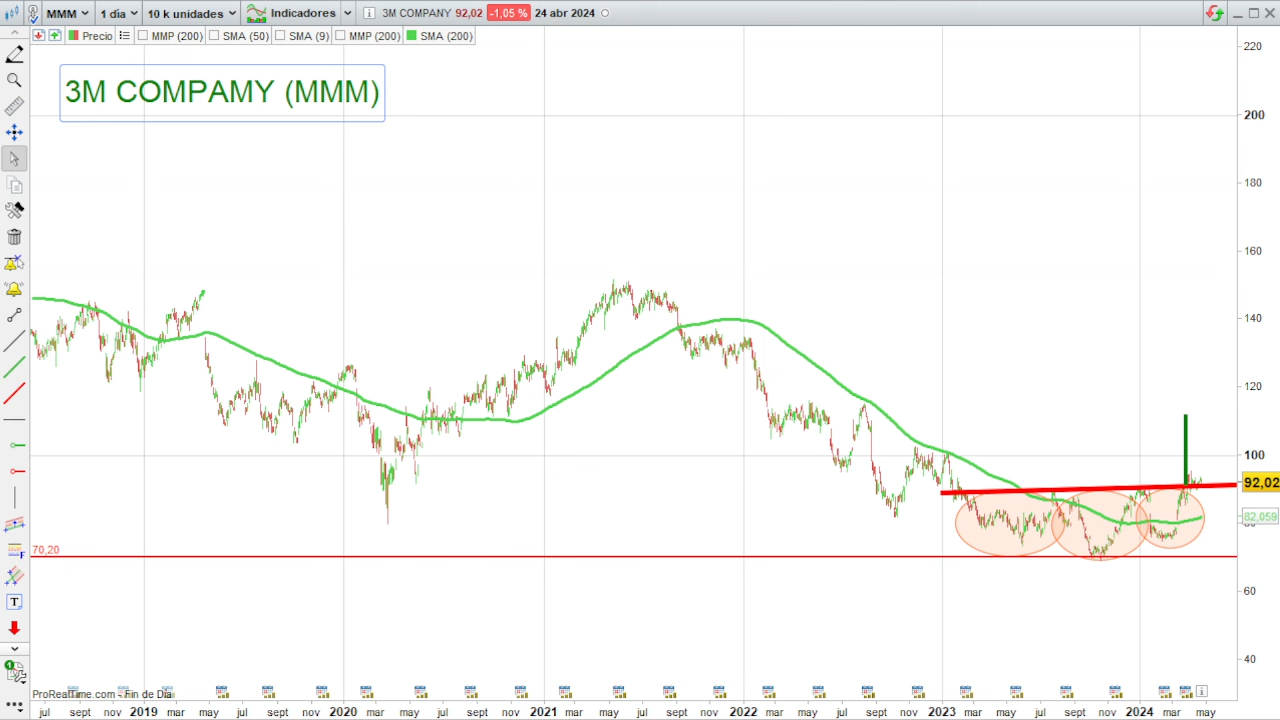 MMM 1 día 10 k unidades Indicadores 3M COMPANY 92,02 -1,05 % 24 abr 2024
Precio MMP (200) SMA (50) SMA (9) MMP (200) SMA (200)
3M COMPAMY (MMM)
220
200
180
160
140
120
100
92,02
82,059
80
70,20
60
40
ProRealTime.com - Fin de Día
jul sept nov 2019 mar may jul sept nov 2020 mar may jul sept nov 2021 mar may jul sept nov 2022 mar may jul sept nov 2023 mar may jul sept nov 2024 mar may